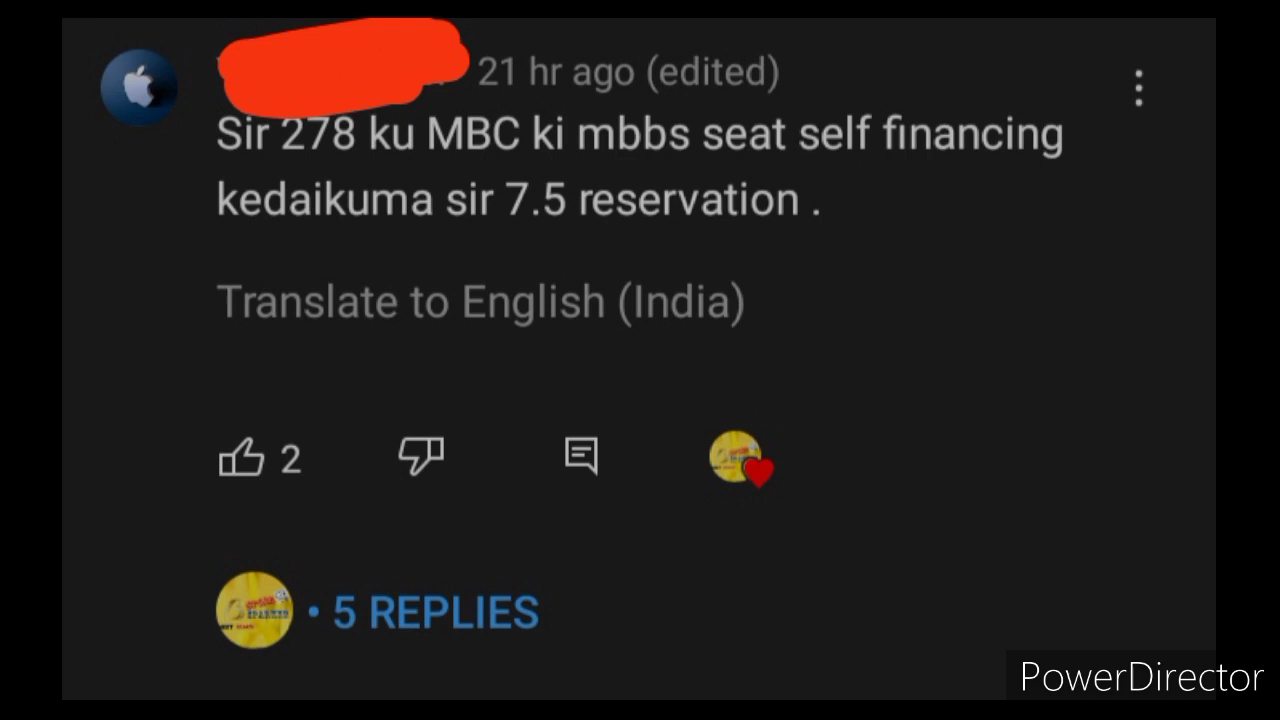 21 hr ago (edited)
Sir 278 ku MBC ki mbbs seat self financing
kedaikuma sir 7.5 reservation .
Translate to English (India)
2
• 5 REPLIES
PowerDirector